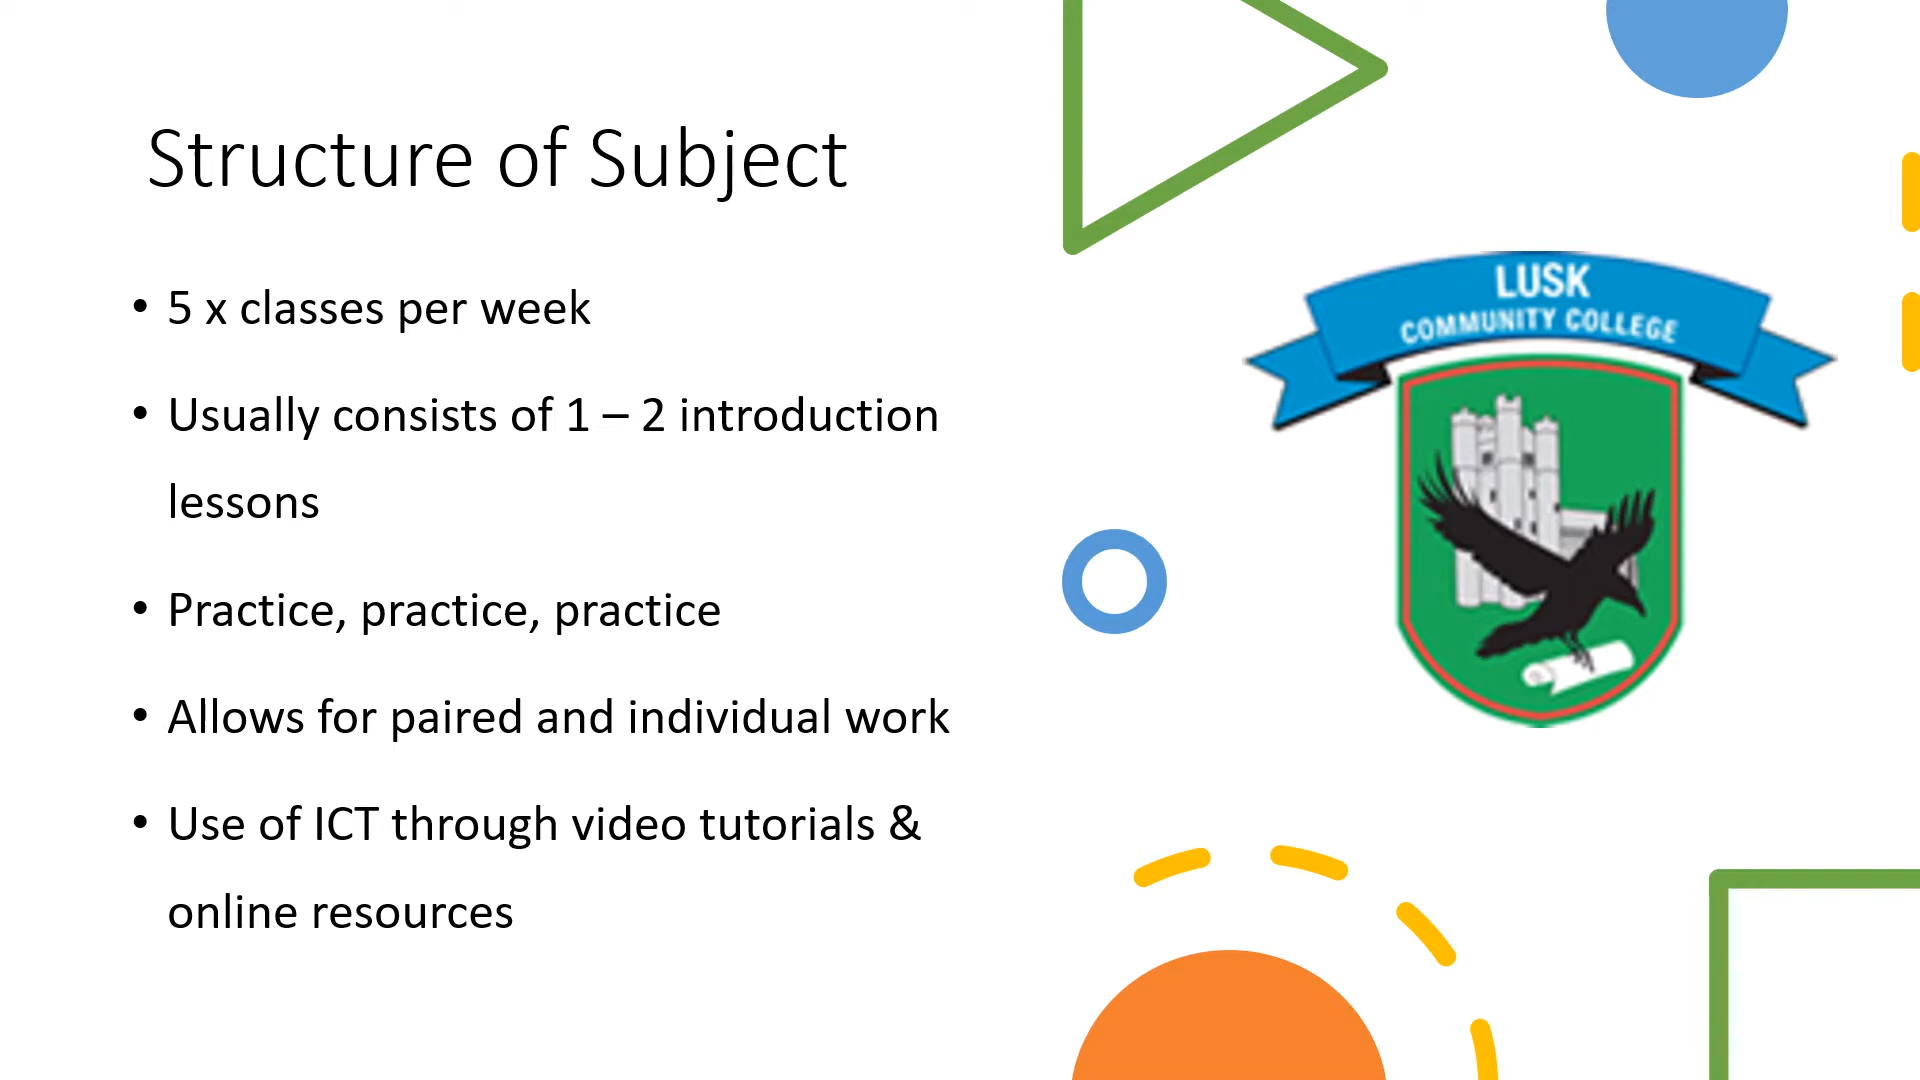 Structure of Subject
• 5 x classes per week
• Usually consists of 1 – 2 introduction
lessons
• Practice, practice, practice
• Allows for paired and individual work
• Use of ICT through video tutorials &
online resources
LUSK
COMMUNITY COLLEGE